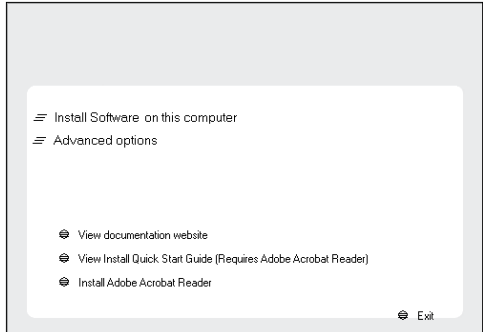 Install Software on this computer
Advanced options
View documentation website
View Install Quick Start Guide (Requires Adobe Acrobat Reader)
Install Adobe Acrobat Reader
Exit